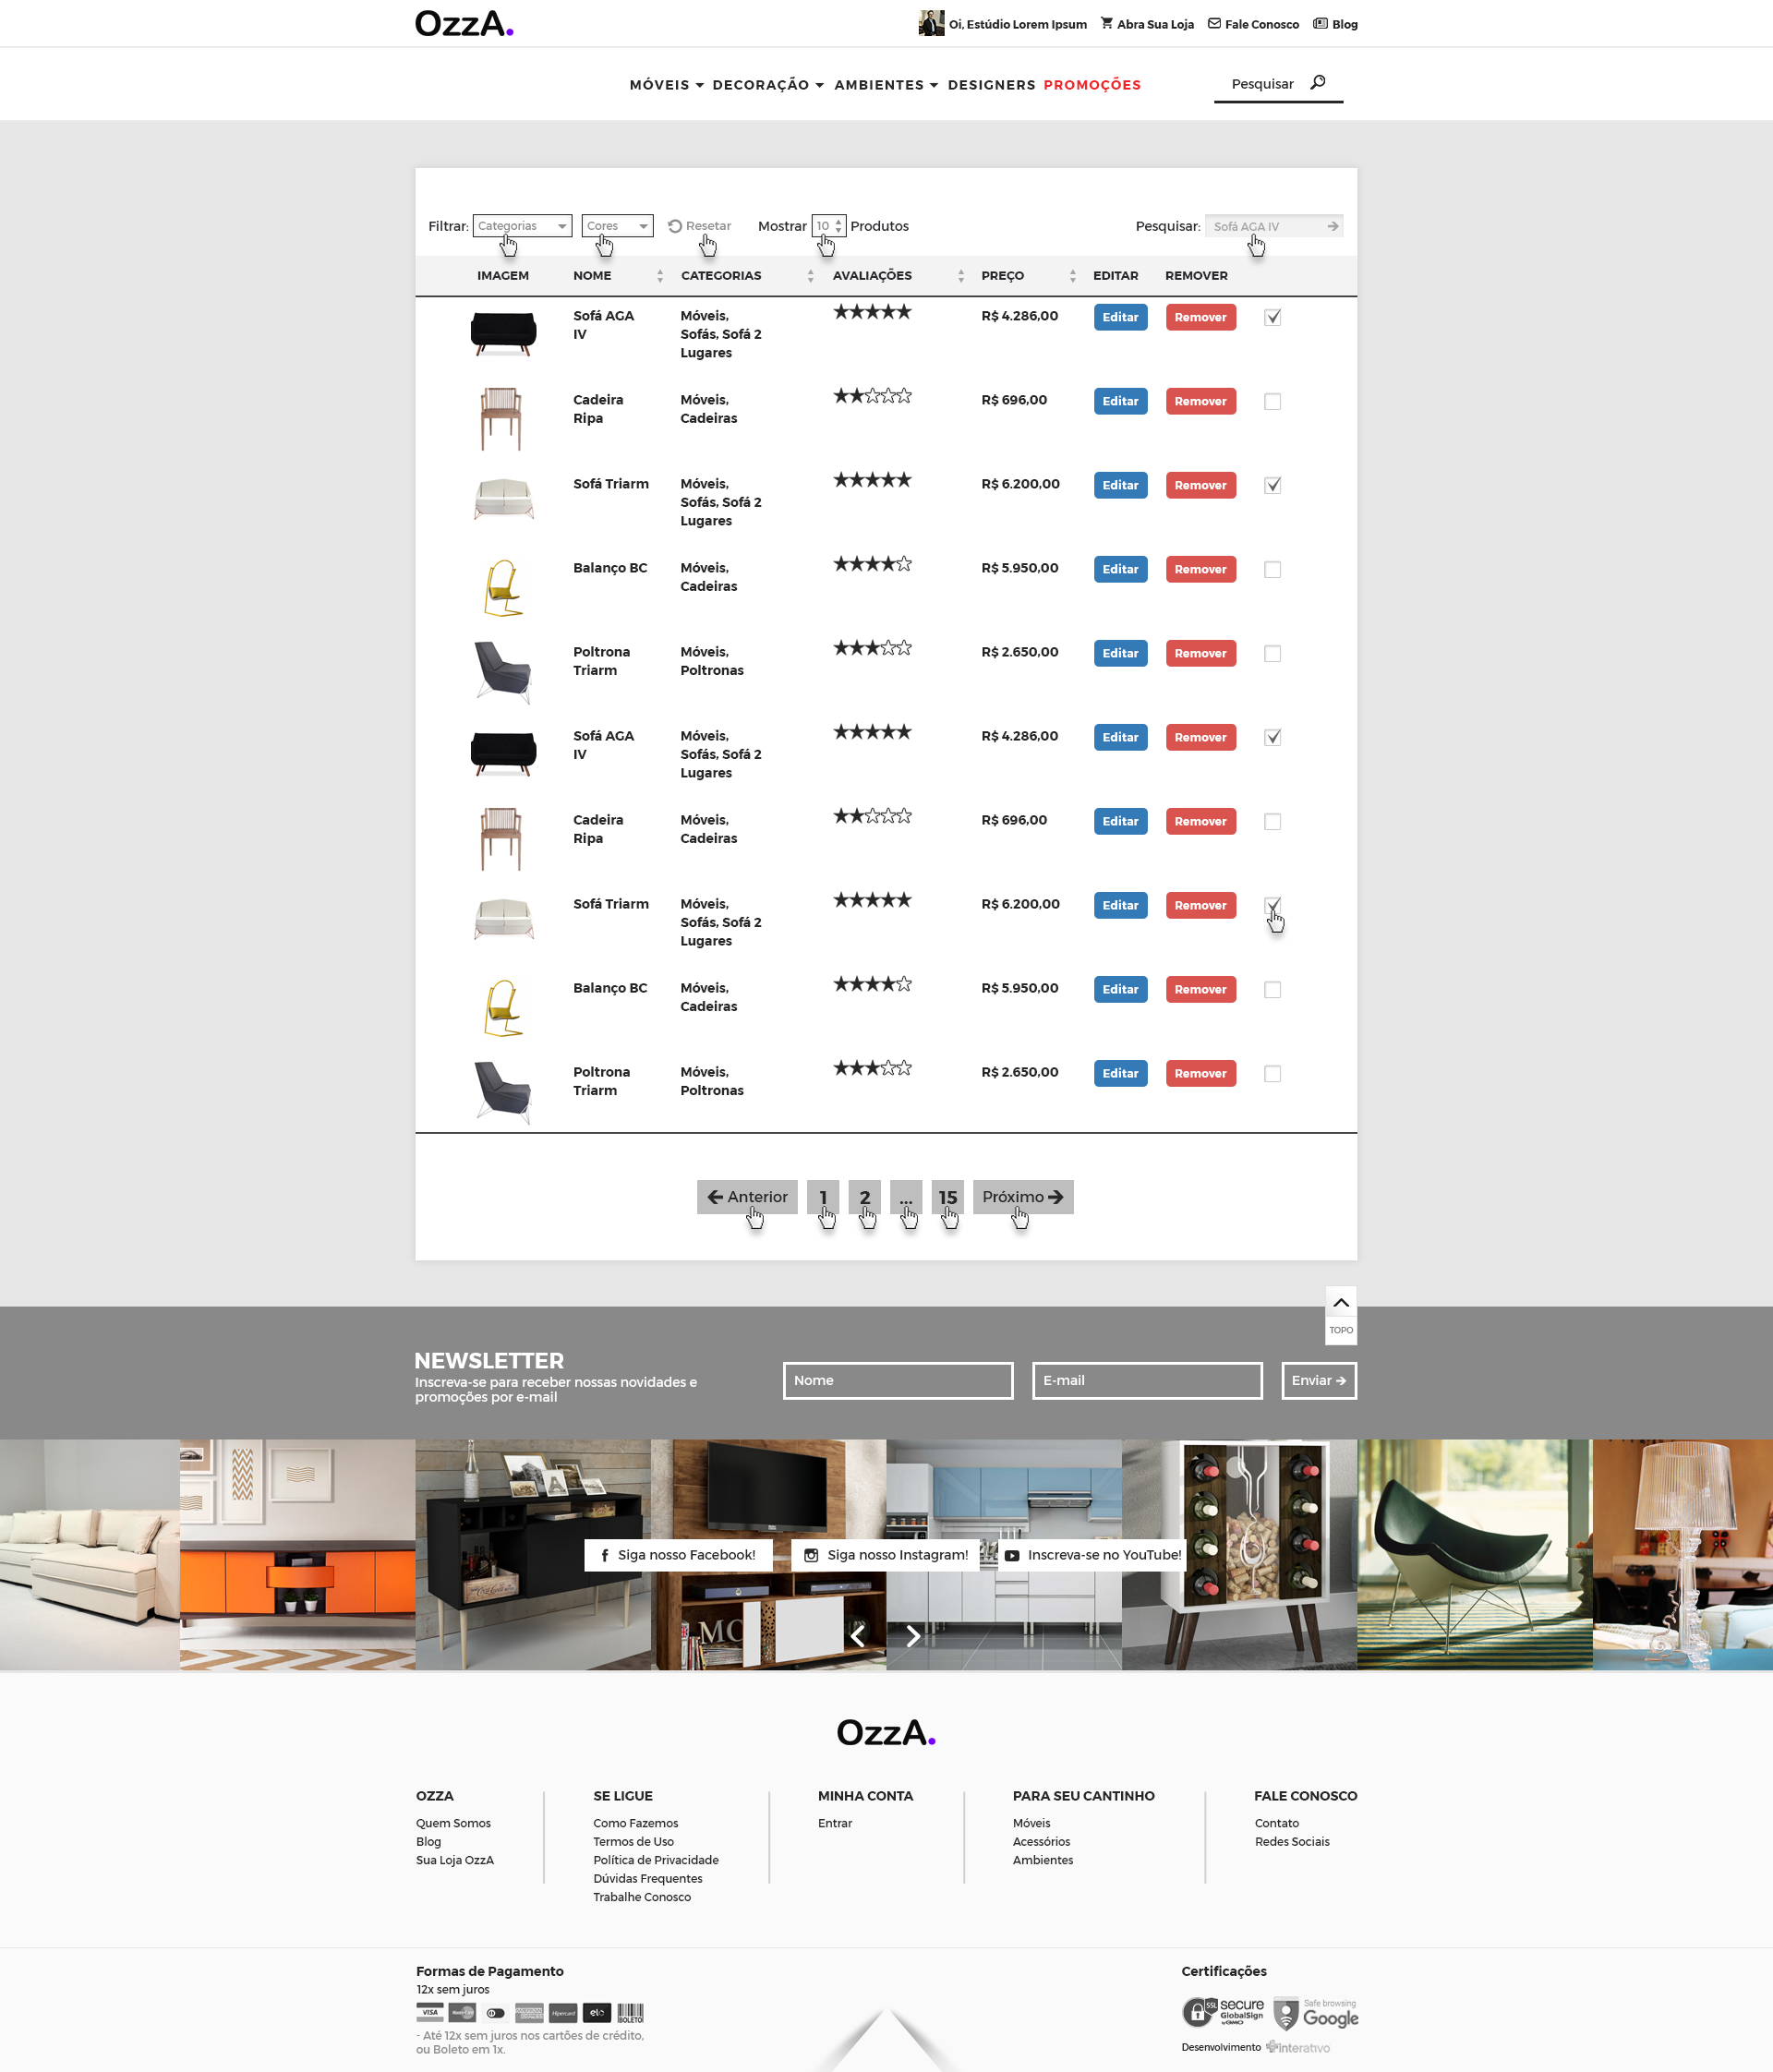 OzzA.
Oi, Estúdio Lorem Ipsum Abra Sua Loja Fale Conosco Blog
MÓVEIS DECORAÇÃO AMBIENTES DESIGNERS PROMOÇÕES Pesquisar
Filtrar: Categorias Cores Resetar Mostrar 10 Produtos Pesquisar: Sofá AGA IV
IMAGEM NOME CATEGORIAS AVALIAÇÕES PREÇO EDITAR REMOVER
Sofá AGA Móveis, R$ 4.286,00 Editar Remover
IV Sofás, Sofá 2
Lugares
Cadeira Móveis, R$ 696,00 Editar Remover
Ripa Cadeiras
Sofá Triarm Móveis, R$ 6.200,00 Editar Remover
Sofás, Sofá 2
Lugares
Balanço BC Móveis, R$ 5.950,00 Editar Remover
Cadeiras
Poltrona Móveis, R$ 2.650,00 Editar Remover
Triarm Poltronas
Sofá AGA Móveis, R$ 4.286,00 Editar Remover
IV Sofás, Sofá 2
Lugares
Cadeira Móveis, R$ 696,00 Editar Remover
Ripa Cadeiras
Sofá Triarm Móveis, R$ 6.200,00 Editar Remover
Sofás, Sofá 2
Lugares
Balanço BC Móveis, R$ 5.950,00 Editar Remover
Cadeiras
Poltrona Móveis, R$ 2.650,00 Editar Remover
Triarm Poltronas
Anterior 1 2 ... 15 Próximo
TOPO
NEWSLETTER
Inscreva-se para receber nossas novidades e
promoções por e-mail
Nome E-mail Enviar
Siga nosso Facebook! Siga nosso Instagram! Inscreva-se no YouTube!
MC
OzzA.
OZZA
Quem Somos
Blog
Sua Loja OzzA
SE LIGUE
Como Fazemos
Termos de Uso
Política de Privacidade
Dúvidas Frequentes
Trabalhe Conosco
MINHA CONTA
Entrar
PARA SEU CANTINHO
Móveis
Acessórios
Ambientes
FALE CONOSCO
Contato
Redes Sociais
Formas de Pagamento
12x sem juros
VISA MasterCard Hipercard elo BOLETO
- Até 12x sem juros nos cartões de crédito,
ou Boleto em 1x.
Certificações
SSL secure GlobalSign by GMO
Safe browsing Google
Desenvolvimento interativo